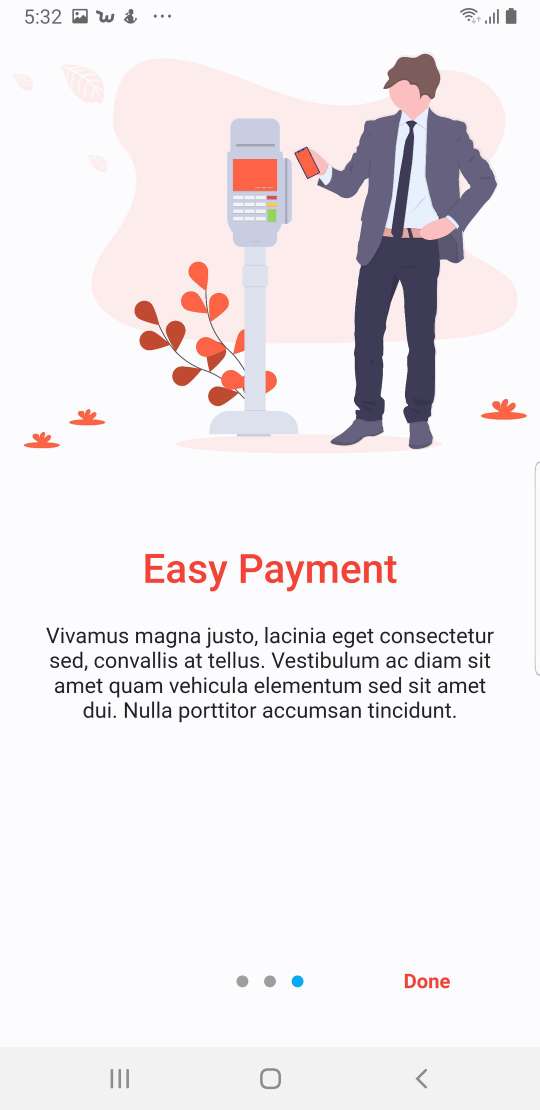 5:32
Easy Payment
Vivamus magna justo, lacinia eget consectetur
sed, convallis at tellus. Vestibulum ac diam sit
amet quam vehicula elementum sed sit amet
dui. Nulla porttitor accumsan tincidunt.
Done